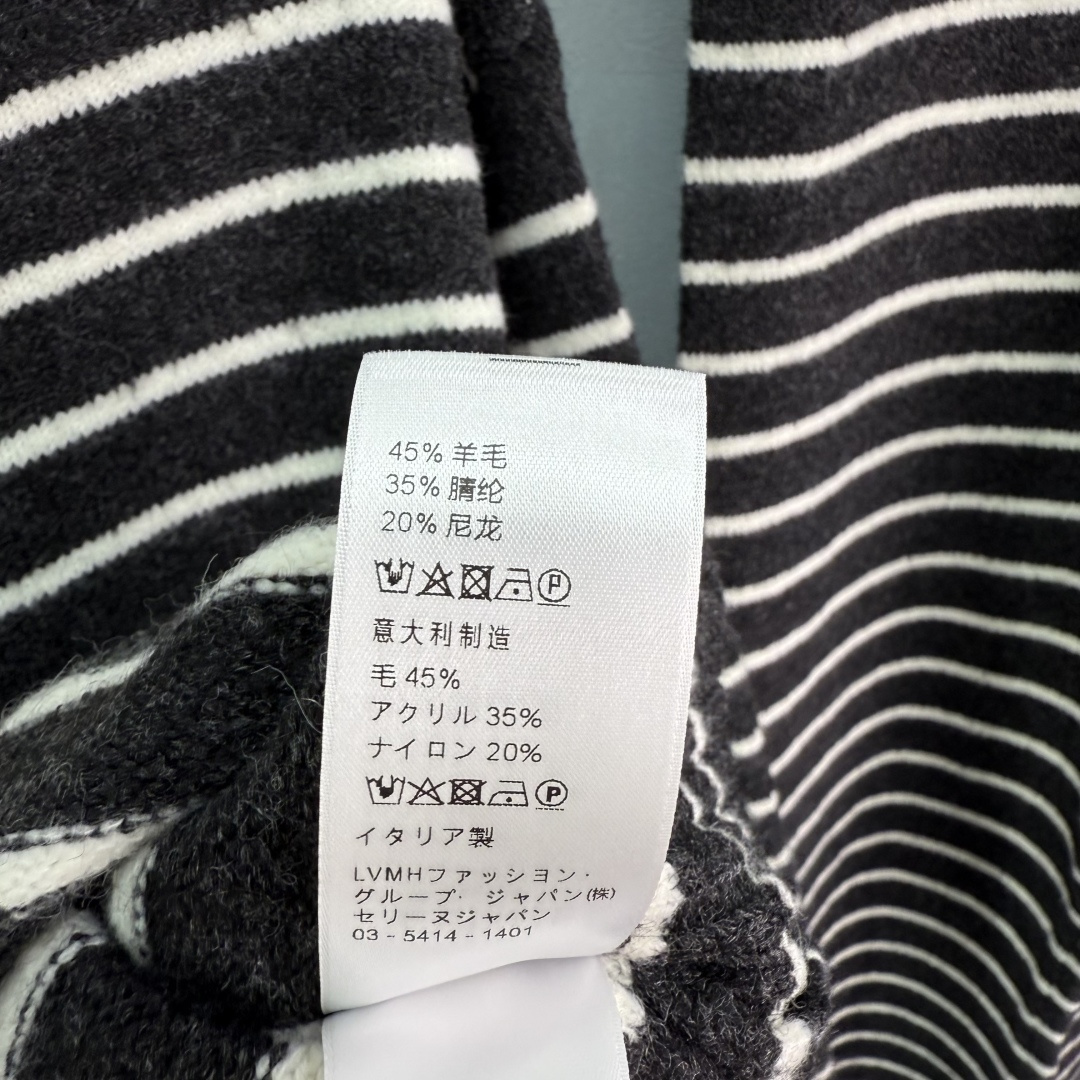 45% 羊毛
35% 腈纶
20% 尼龙
P
意大利制造
毛 45%
アクリル 35%
ナイロン 20%
P
イタリア製
LVMHファッション・
グループ・ジャパン(株)
セリーヌジャパン
03-5414-1401